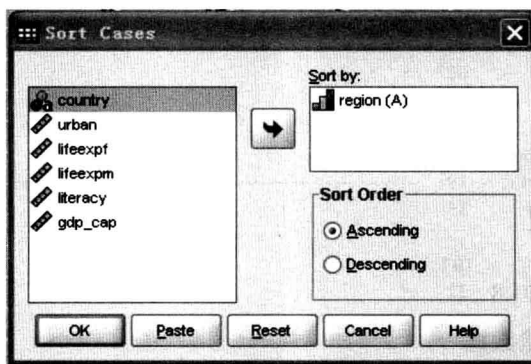 Sort Cases
country
urban
lifeexpf
lifeexpm
literacy
gdp_cap
Sort by:
region (A)
Sort Order
Ascending
Descending
OK
Paste
Reset
Cancel
Help